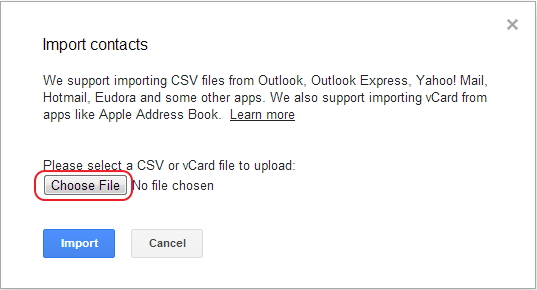 Import contacts
We support importing CSV files from Outlook, Outlook Express, Yahoo! Mail,
Hotmail, Eudora and some other apps. We also support importing vCard from
apps like Apple Address Book. Learn more
Please select a CSV or vCard file to upload:
Choose File No file chosen
Import Cancel